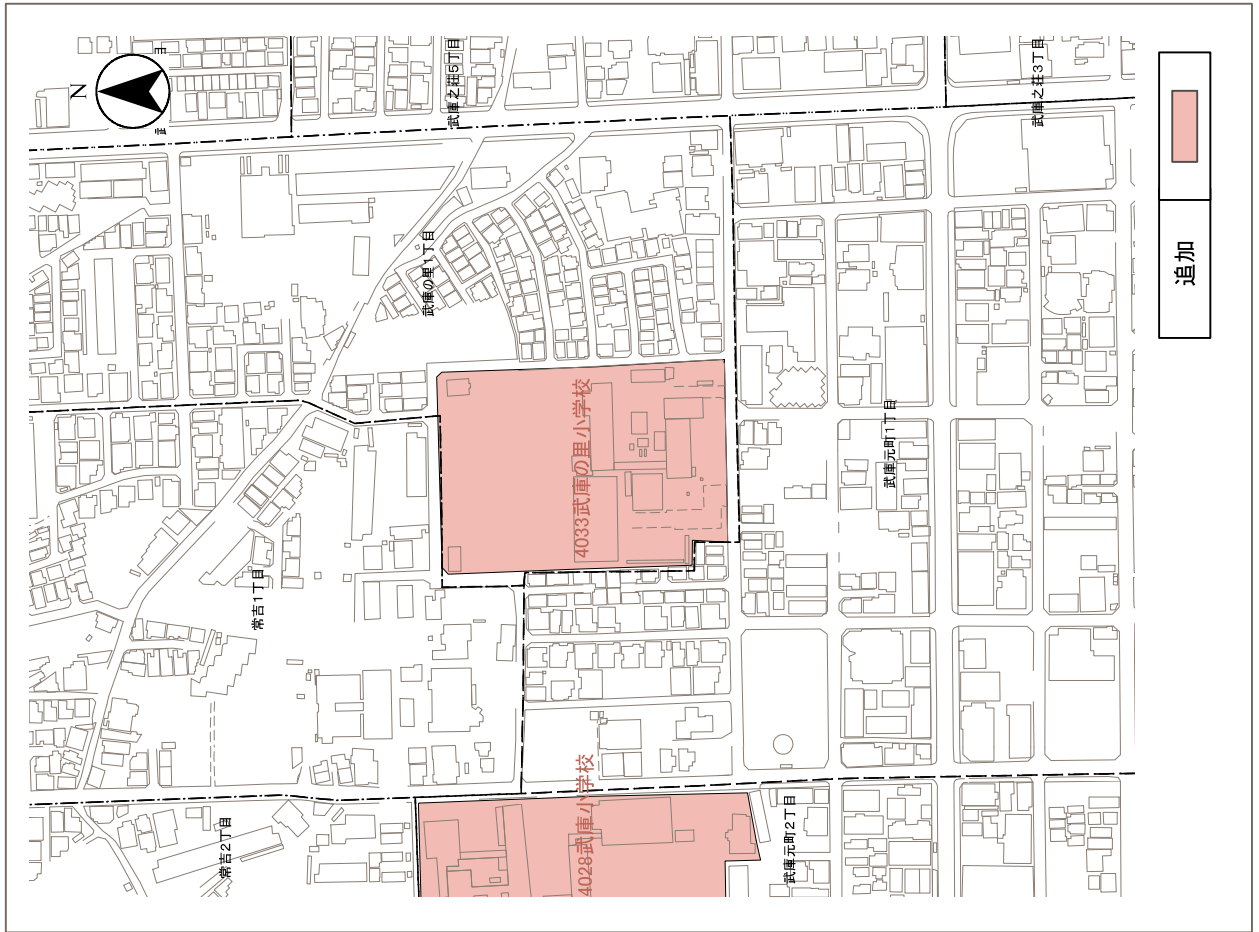 N
武庫之荘5丁目
武庫之荘3丁目
武庫の里1丁目
追加
4033武庫の里小学校
武庫元町1丁目
常吉1丁目
4028武庫小学校
常吉2丁目
武庫元町2丁目